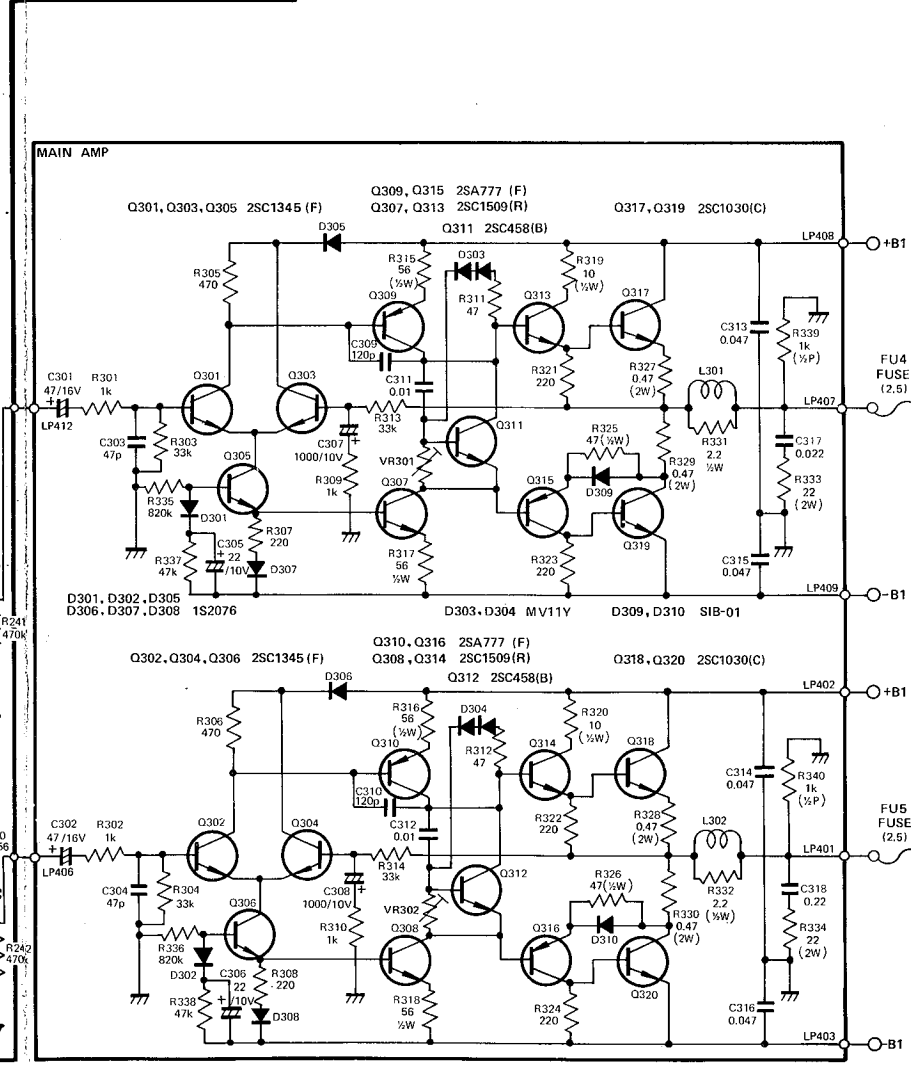 MAIN AMP
Q309, Q315 2SA777 (F)
Q301, Q303, Q305 2SC1345 (F)
Q307, Q313 2SC1509(R)
Q317, Q319 2SC1030(C)
Q311 2SC458(B)
D305
LP408
+B1
R305
470
R315
56
(½W)
D303
R319
10
(½W)
R311
47
Q309
Q313
Q317
C309
120p
C313
0.047
R339
1k
(½P)
C301
47/16V
+
LP412
R301
1k
Q301
Q303
C311
0.01
R321
220
R327
0.47
(2W)
L301
FU4
FUSE
(2,5)
LP407
C303
47p
R303
33k
C307
1000/10V
+
R313
33k
Q311
R325
47(½W)
R331
2.2
½W
C317
0.022
Q305
R309
1k
VR301
Q307
Q315
D309
R329
0.47
(2W)
R333
22
(2W)
R335
820k
D301
R307
220
Q319
R337
47k
C305
22
/10V
+
D307
R317
56
½W
R323
220
C315
0.047
LP409
-B1
D301, D302, D305
D306, D307, D308 1S2076
D303, D304 MV11Y
D309, D310 SIB-01
R241
470k
Q310, Q316 2SA777 (F)
Q302, Q304, Q306 2SC1345(F)
Q308, Q314 2SC1509(R)
Q318, Q320 2SC1030(C)
Q312 2SC458(B)
D306
LP402
+B1
R306
470
R316
56
(½W)
D304
R320
10
(½W)
R312
47
Q310
Q314
Q318
C310
120p
C314
0.047
R340
1k
(½P)
C302
47/16V
+
LP406
R302
1k
Q302
Q304
C312
0.01
R322
220
R328
0.47
(2W)
L302
FU5
FUSE
(2,5)
LP401
C304
47p
R304
33k
C308
1000/10V
+
R314
33k
Q312
R326
47(½W)
R332
2.2
(½W)
C318
0.22
Q306
R310
1k
VR302
Q308
Q316
D310
R330
0.47
(2W)
R334
22
(2W)
R242
470k
R336
820k
D302
C306
22
/10V
+
R308
220
R338
47k
D308
R318
56
½W
R324
220
Q320
C316
0.047
LP403
-B1